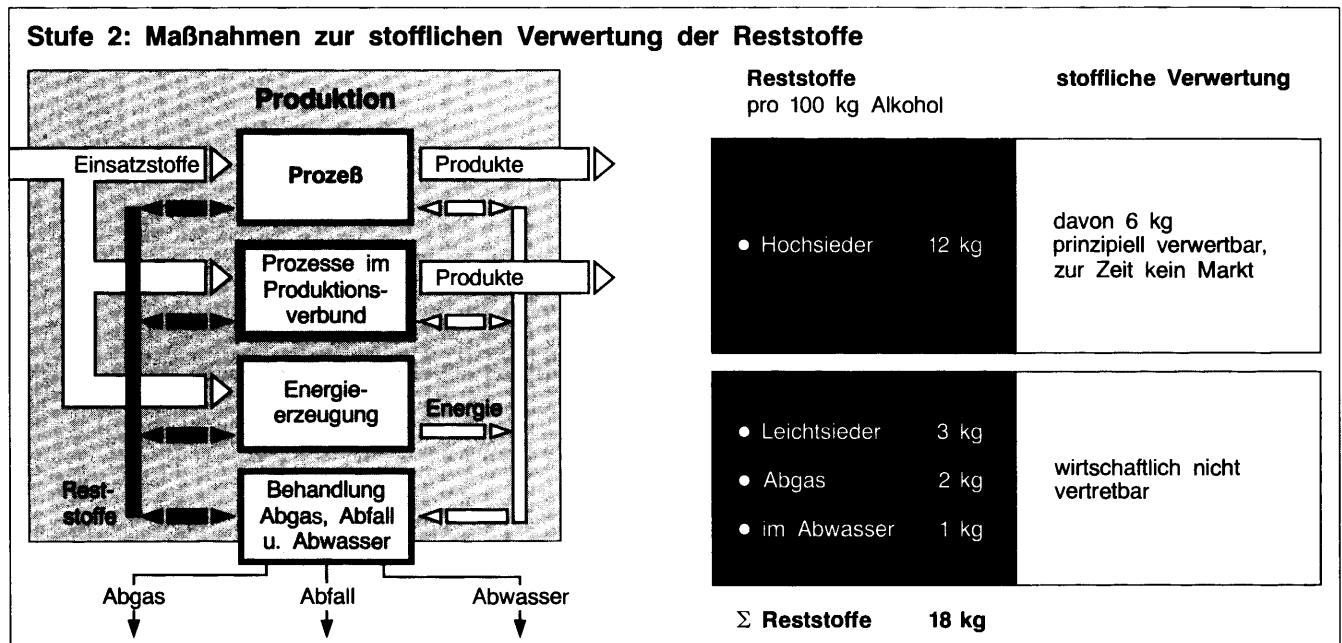 Stufe 2: Maßnahmen zur stofflichen Verwertung der Reststoffe
Produktion
Einsatzstoffe
Prozeß
Produkte
Prozesse im
Produktions-
verbund
Produkte
Energie-
erzeugung
Energie
Rest-
stoffe
Behandlung
Abgas, Abfall
u. Abwasser
Abgas
Abfall
Abwasser
Reststoffe
pro 100 kg Alkohol
stoffliche Verwertung
• Hochsieder 12 kg
davon 6 kg
prinzipiell verwertbar,
zur Zeit kein Markt
• Leichtsieder 3 kg
• Abgas 2 kg
• im Abwasser 1 kg
wirtschaftlich nicht
vertretbar
Σ Reststoffe 18 kg